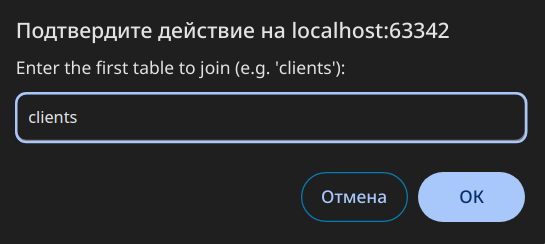 Подтвердите действие на localhost:63342
Enter the first table to join (e.g. 'clients'):
clients
Отмена
OK